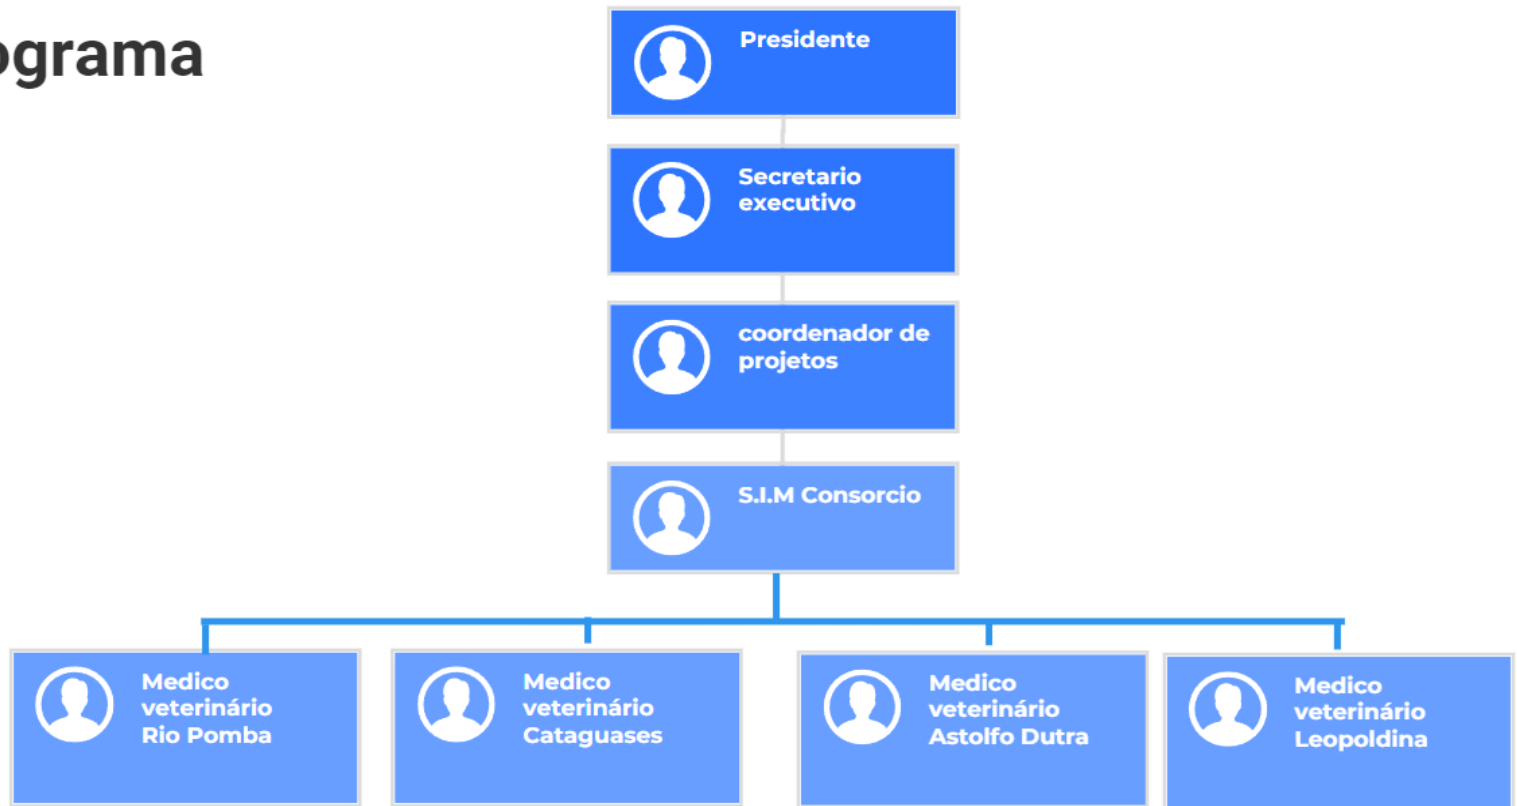 ograma
Presidente
Secretario
executivo
coordenador de
projetos
S.I.M Consorcio
Medico
veterinário
Rio Pomba
Medico
veterinário
Cataguases
Medico
veterinário
Astolfo Dutra
Medico
veterinário
Leopoldina